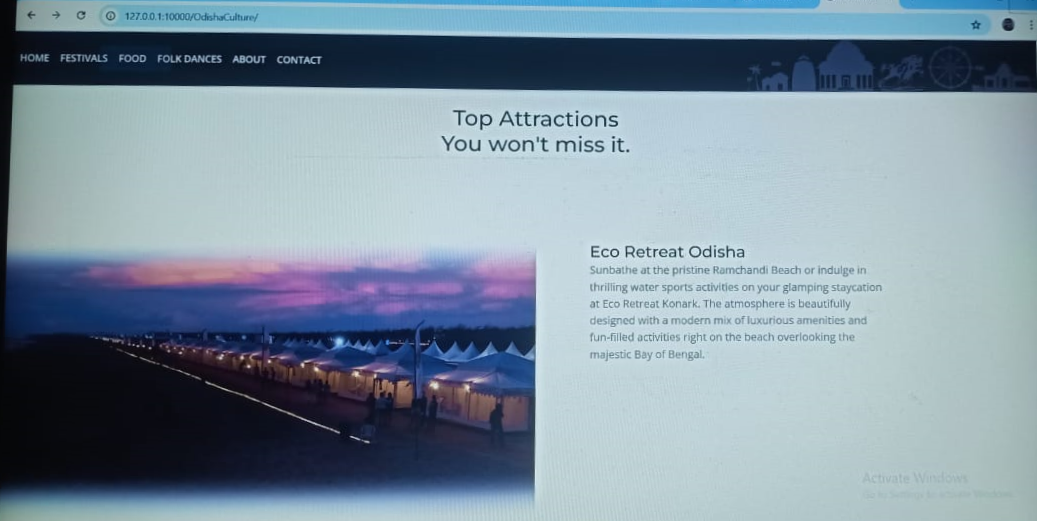 127.0.0.1:10000/OdishaCulture/
HOME FESTIVALS FOOD FOLK DANCES ABOUT CONTACT
Top Attractions
You won't miss it.
Eco Retreat Odisha
Sunbathe at the pristine Ramchandi Beach or indulge in
thrilling water sports activities on your glamping staycation
at Eco Retreat Konark. The atmosphere is beautifully
designed with a modern mix of luxurious amenities and
fun-filled activities right on the beach overlooking the
majestic Bay of Bengal.
Activate Windows
Go to Settings to activate Windows.